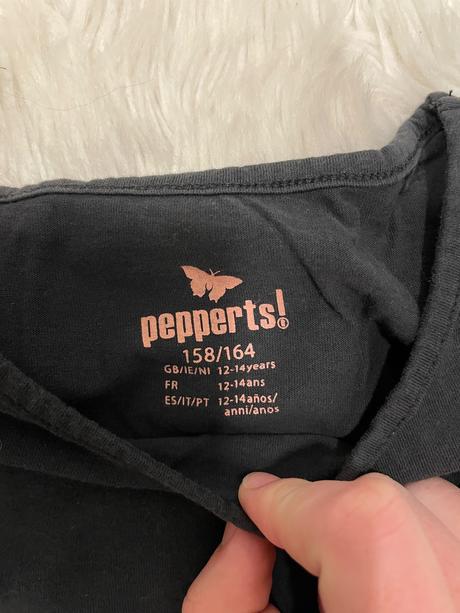 pepperts!®
158/164
GB/IE/NI 12-14years
FR 12-14ans
ES/IT/PT 12-14años/
anni/anos